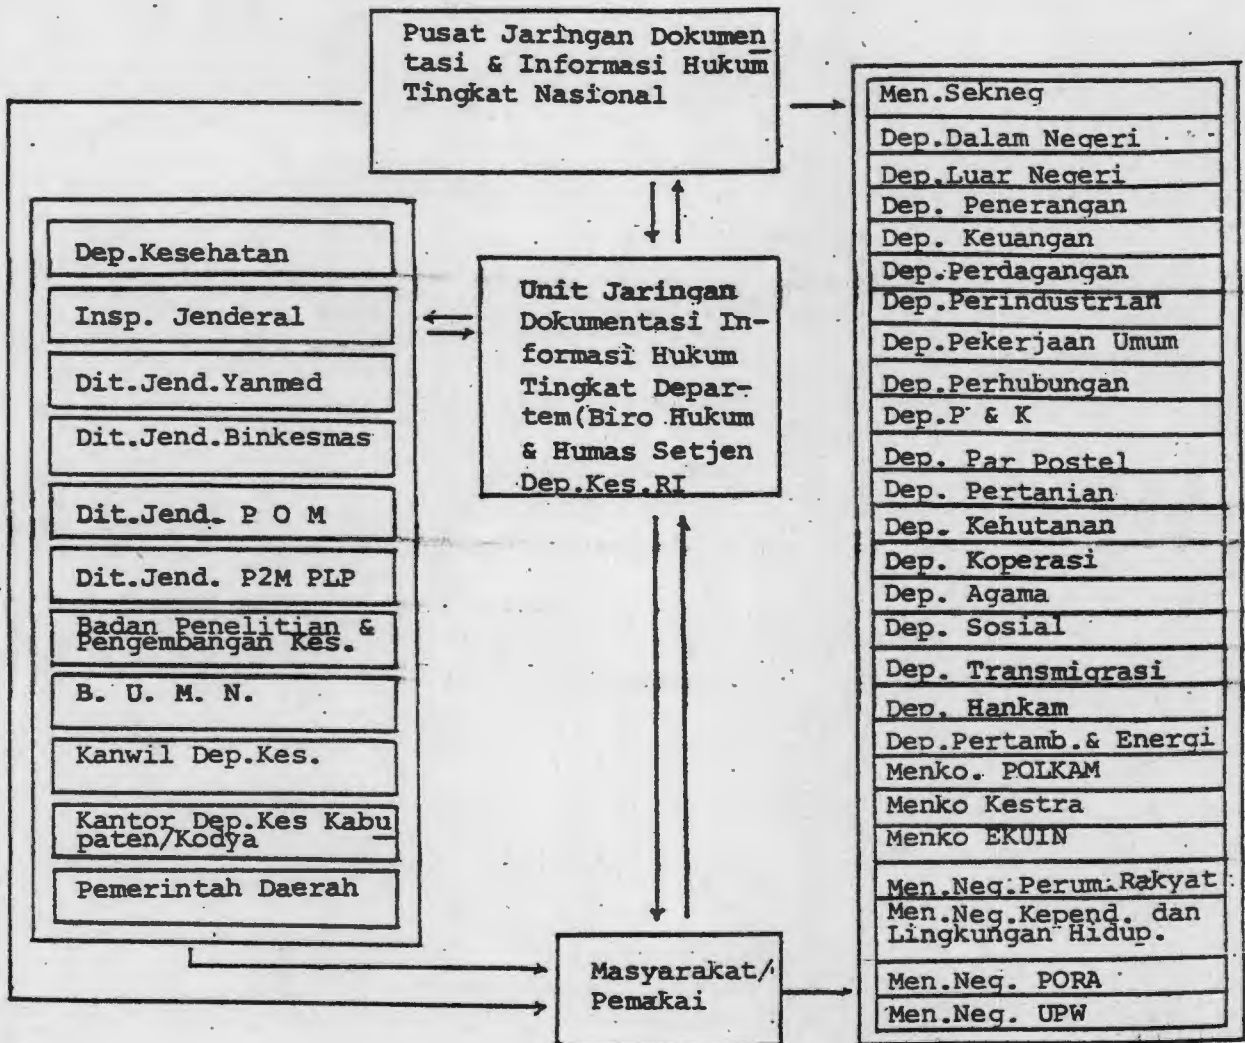 Pusat Jaringan Dokumen
tasi & Informasi Hukum
Tingkat Nasional
Dep.Kesehatan
Insp. Jenderal
Dit.Jend.Yanmed
Dit.Jend.Binkesmas
Dit.Jend. P O M
Dit.Jend. P2M PLP
Badan Penelitian &
Pengembangan Kes.
B. U. M. N.
Kanwil Dep.Kes.
Kantor Dep.Kes Kabu
paten/Kodya
Pemerintah Daerah
Unit Jaringan
Dokumentasi In-
formasi Hukum
Tingkat Depar-
tem(Biro Hukum
& Humas Setjen
Dep.Kes.RI
Masyarakat/
Pemakai
Men.Sekneg
Dep.Dalam Negeri
Dep.Luar Negeri
Dep. Penerangan
Dep. Keuangan
Dep.Perdagangan
Dep.Perindustrian
Dep.Pekerjaan Umum
Dep.Perhubungan
Dep.P & K
Dep. Par Postel
Dep. Pertanian
Dep. Kehutanan
Dep. Koperasi
Dep. Agama
Dep. Sosial
Dep. Transmigrasi
Dep. Hankam
Dep.Pertamb.& Energi
Menko. POLKAM
Menko Kestra
Menko EKUIN
Men.Neg.Perum.Rakyat
Men.Neg.Kepend. dan
Lingkungan Hidup.
Men.Neg. PORA
Men.Neg. UPW